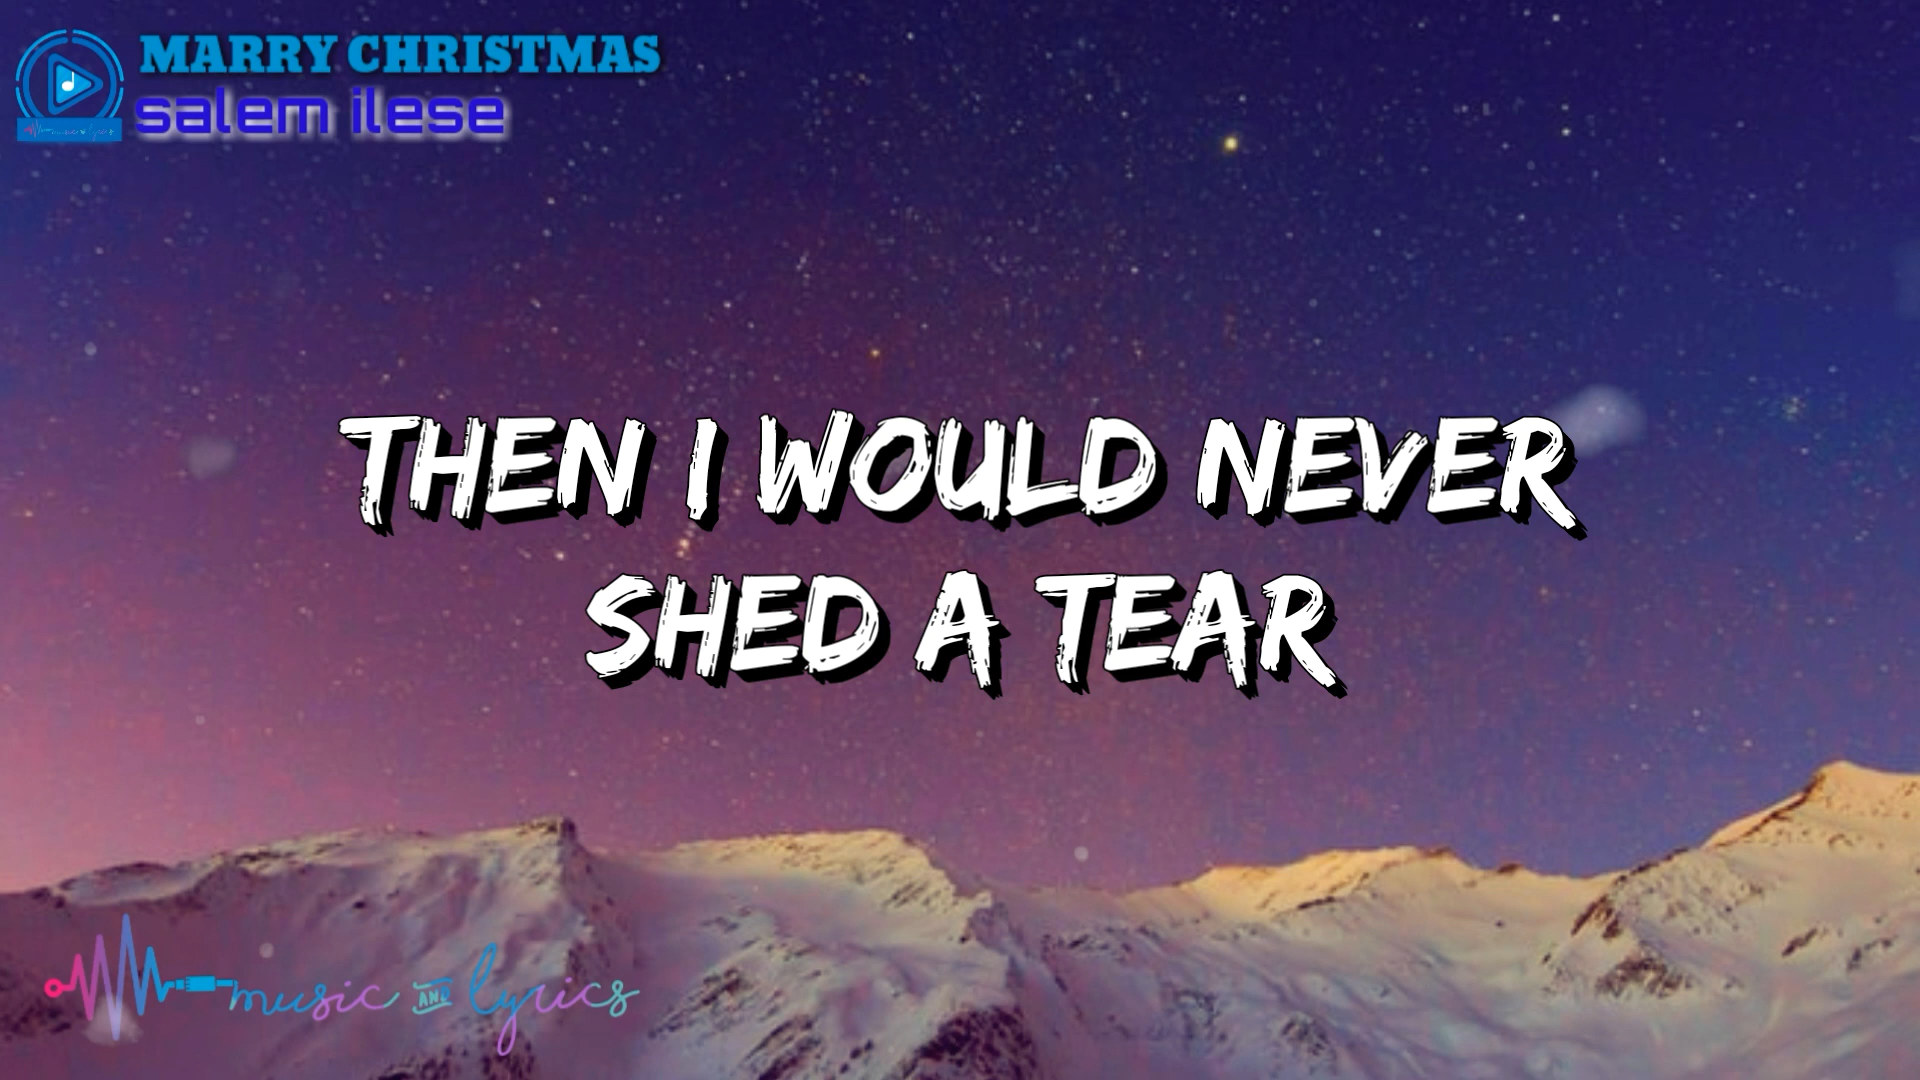 MARRY CHRISTMAS
salem ilese
THEN I WOULD NEVER
SHED A TEAR
music AND lyrics